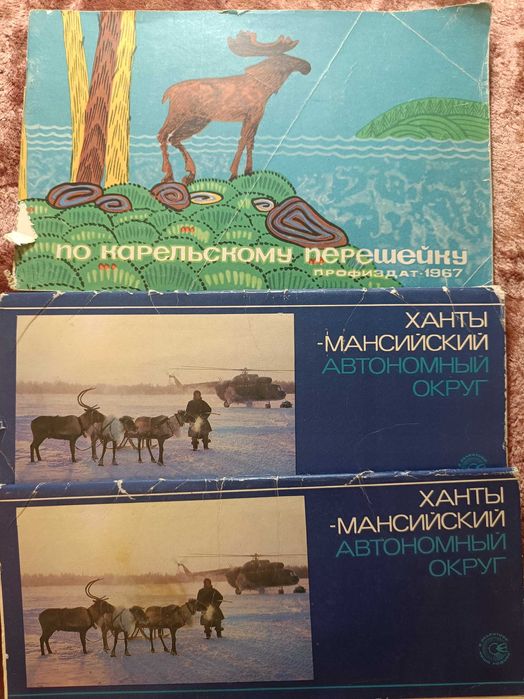 по карельскому перешейку
ПРОФИЗДАТ·1967
ХАНТЫ
-МАНСИЙСКИЙ
АВТОНОМНЫЙ
ОКРУГ
ХАНТЫ
-МАНСИЙСКИЙ
АВТОНОМНЫЙ
ОКРУГ